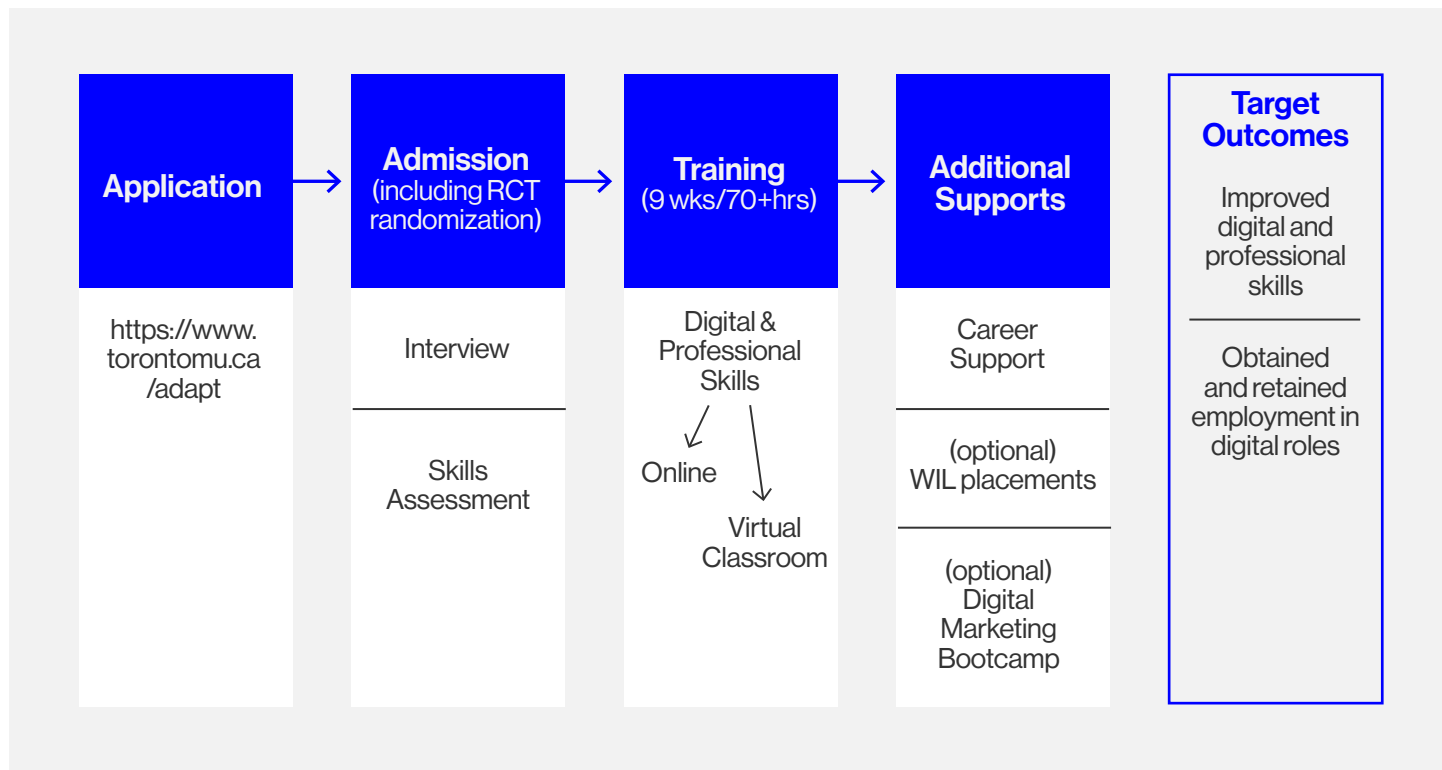 Application
https://www.
torontomu.ca
/adapt
Admission
(including RCT
randomization)
Interview
Skills
Assessment
Training
(9 wks/70+hrs)
Digital &
Professional
Skills
Online
Virtual
Classroom
Additional
Supports
Career
Support
(optional)
WIL placements
(optional)
Digital
Marketing
Bootcamp
Target
Outcomes
Improved
digital and
professional
skills
Obtained
and retained
employment in
digital roles